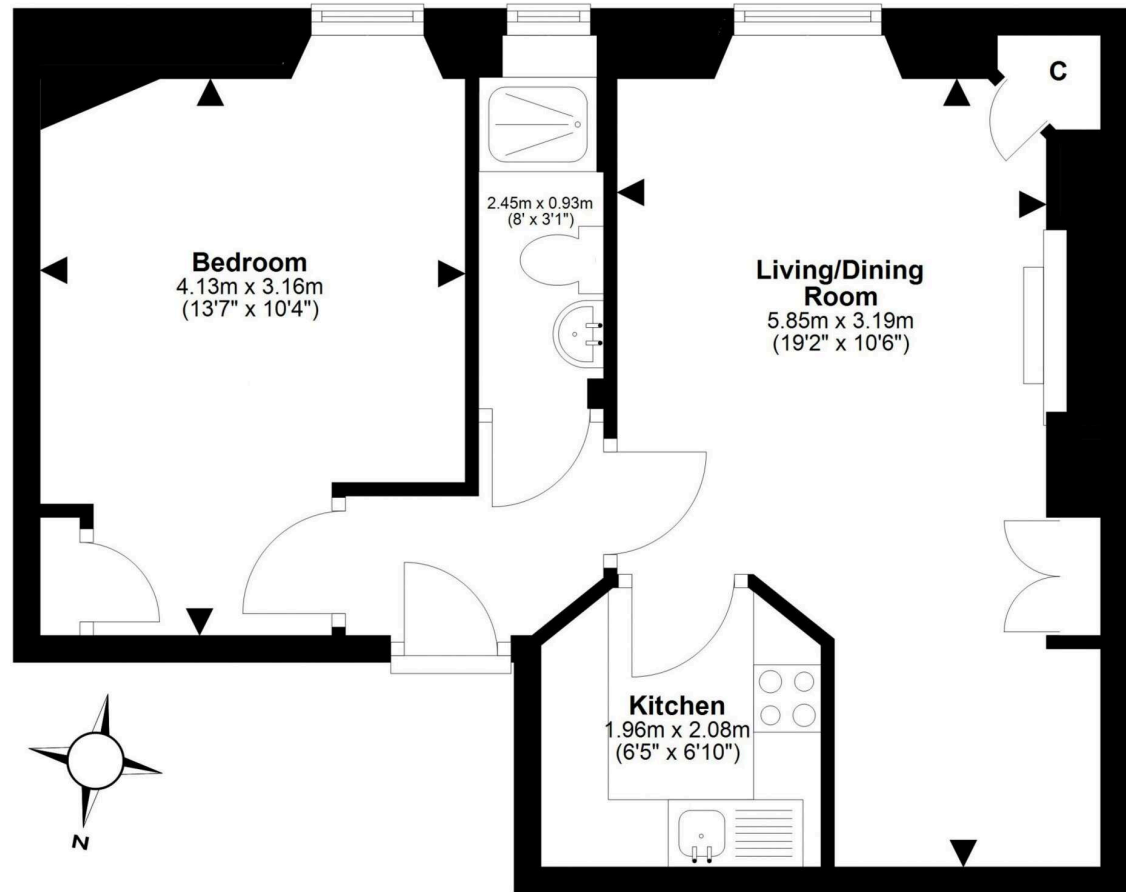 C
2.45m x 0.93m
(8' x 3'1")
Bedroom
4.13m x 3.16m
(13'7" x 10'4")
Living/Dining
Room
5.85m x 3.19m
(19'2" x 10'6")
Kitchen
1.96m x 2.08m
(6'5" x 6'10")
N